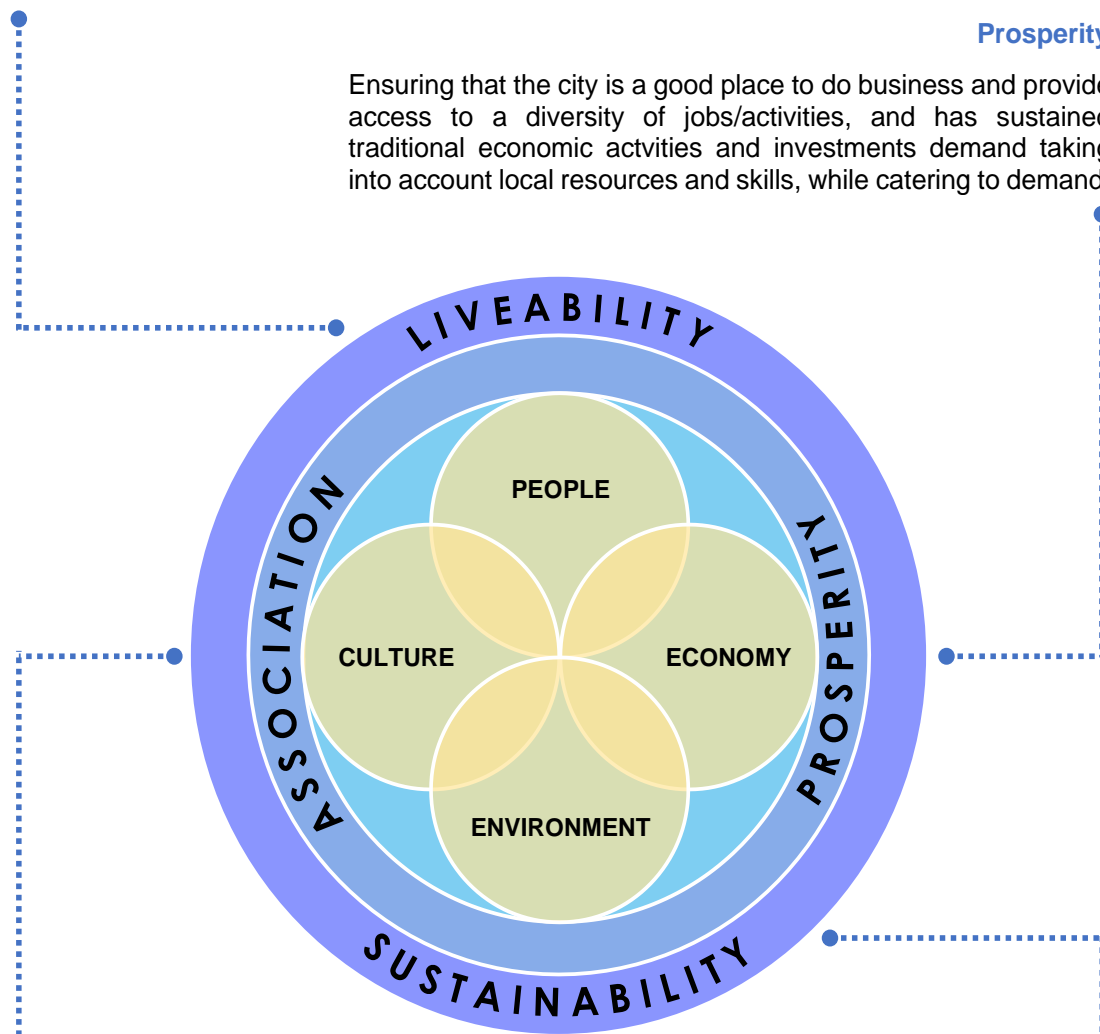 Prosperity
Ensuring that the city is a good place to do business and provide
access to a diversity of jobs/activities, and has sustained
traditional economic actvities and investments demand taking
into account local resources and skills, while catering to demand
LIVEABILITY
ASSOCIATION
PROSPERITY
PEOPLE
CULTURE
ECONOMY
ENVIRONMENT
SUSTAINABILITY